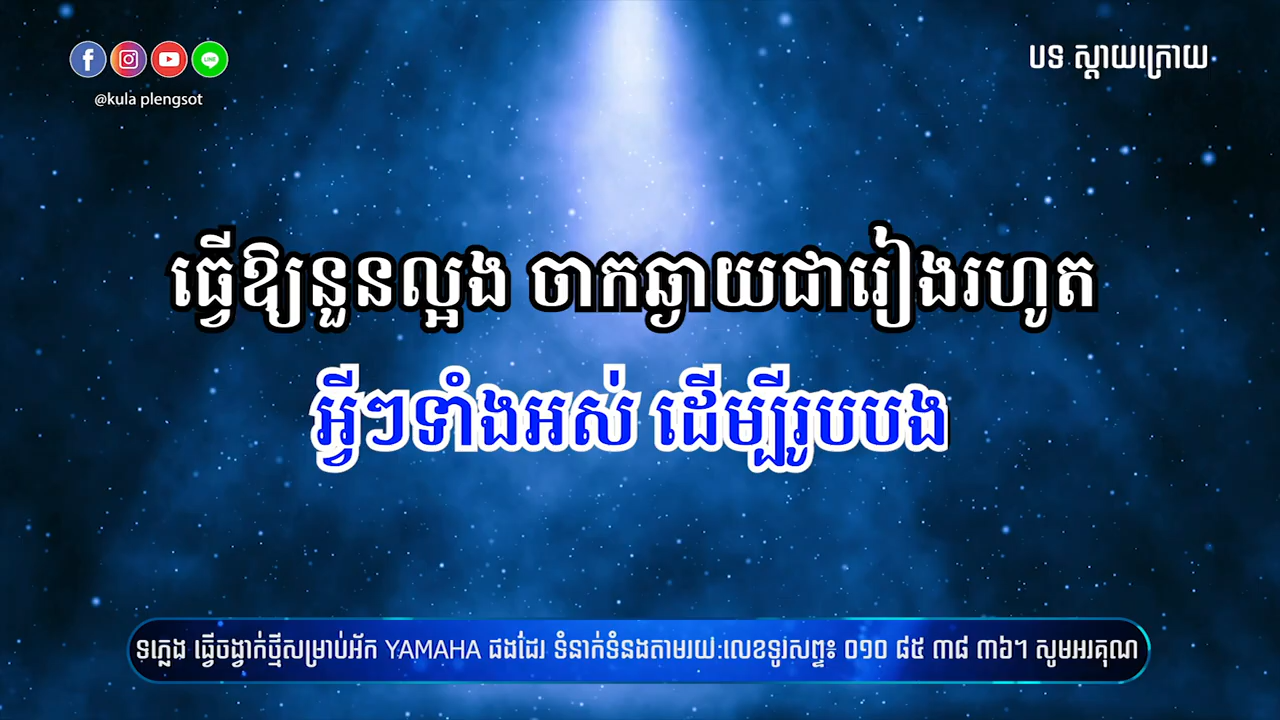 @kula plengsot
បទ ស្ដាយក្រោយ
ធ្វើឱ្យនួនល្អង ចាកឆ្ងាយជារៀងរហូត
អ្វីៗទាំងអស់ ដើម្បីរូបបង
ទភ្លេង ធ្វើចង្វាក់ថ្មីសម្រាប់អ័ក YAMAHA ផងដែរ ទំនាក់ទំនងតាមរយៈលេខទូរសព្ទ៖ ០១០ ៨៥ ៣៨ ៣៦។ សូមអរគុណ